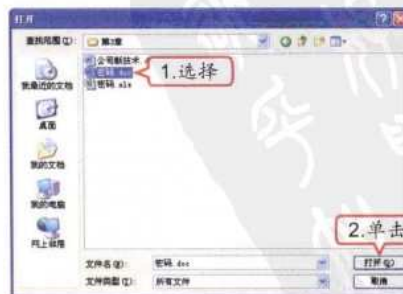 打开
查找范围(I): 第3章
公司新技术
密码.doc
密码.xls
1.选择
我最近的文档
桌面
我的文档
我的电脑
网上邻居
2.单击
文件名(N): 密码.doc 打开(O)
文件类型(T): 所有文件 取消